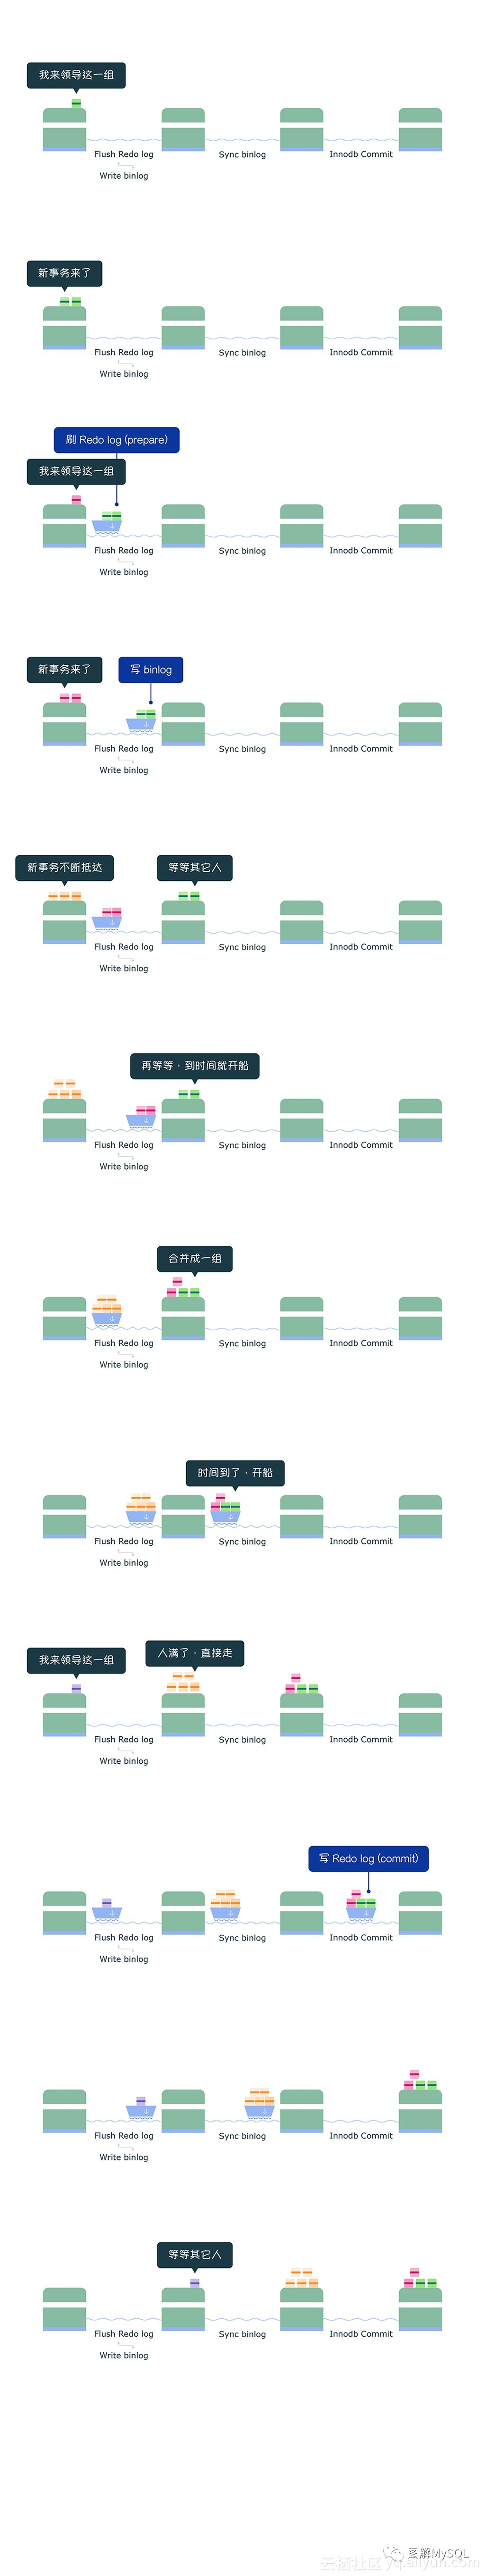 我来领导这一组
Flush Redo log
Sync binlog
Innodb Commit
Write binlog
新事务来了
Flush Redo log
Sync binlog
Innodb Commit
Write binlog
刷 Redo log (prepare)
我来领导这一组
Flush Redo log
Sync binlog
Innodb Commit
Write binlog
新事务来了
写 binlog
Flush Redo log
Sync binlog
Innodb Commit
Write binlog
新事务不断抵达
等等其它人
Flush Redo log
Sync binlog
Innodb Commit
Write binlog
再等等，到时间就开船
Flush Redo log
Sync binlog
Innodb Commit
Write binlog
合并成一组
Flush Redo log
Sync binlog
Innodb Commit
Write binlog
时间到了，开船
Flush Redo log
Sync binlog
Innodb Commit
Write binlog
人满了，直接走
我来领导这一组
Flush Redo log
Sync binlog
Innodb Commit
Write binlog
写 Redo log (commit)
Flush Redo log
Sync binlog
Innodb Commit
Write binlog
Flush Redo log
Sync binlog
Innodb Commit
Write binlog
等等其它人
Flush Redo log
Sync binlog
Innodb Commit
Write binlog
图解MySQL
云栖社区 yq.aliyun.com